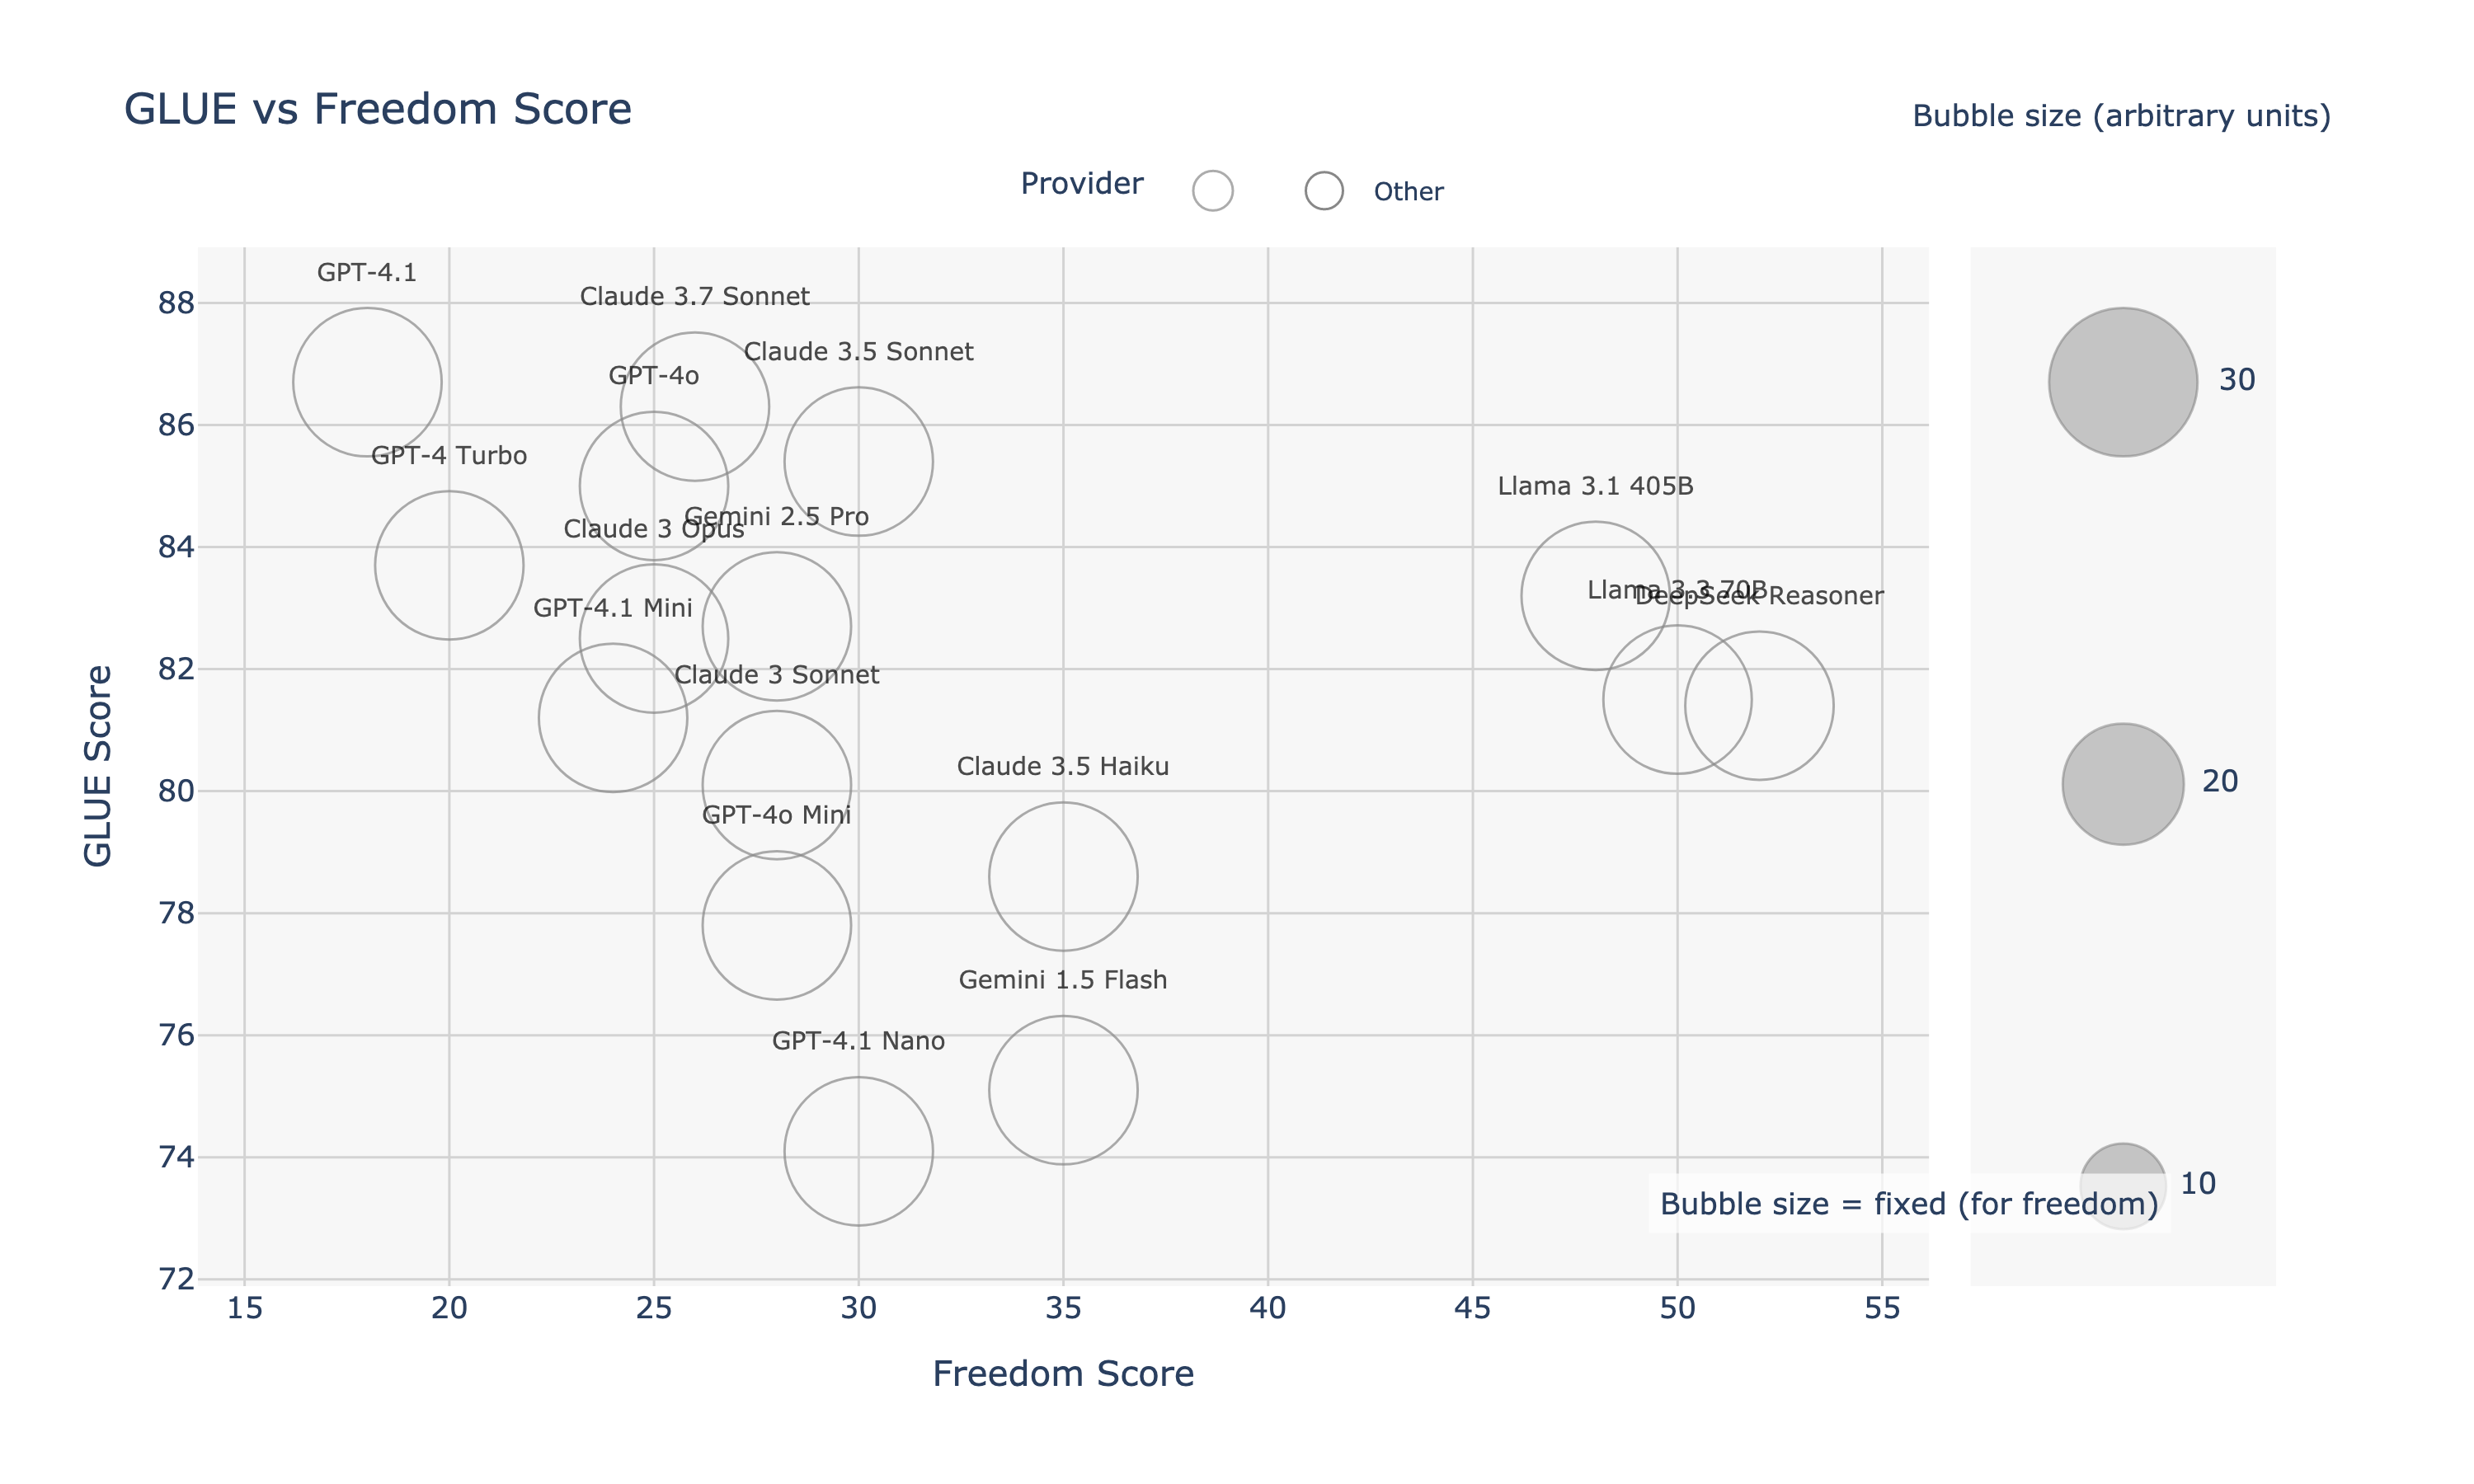 GLUE vs Freedom Score
Bubble size (arbitrary units)
Provider
Other
GPT-4.1
Claude 3.7 Sonnet
Claude 3.5 Sonnet
GPT-4o
GPT-4 Turbo
Llama 3.1 405B
Gemini 2.5 Pro
Claude 3 Opus
Llama 3.3 70B
DeepSeek Reasoner
GPT-4.1 Mini
Claude 3 Sonnet
Claude 3.5 Haiku
GPT-4o Mini
Gemini 1.5 Flash
GPT-4.1 Nano
88
86
84
82
80
78
76
74
72
GLUE Score
15 20 25 30 35 40 45 50 55
Freedom Score
30
20
10
Bubble size = fixed (for freedom)